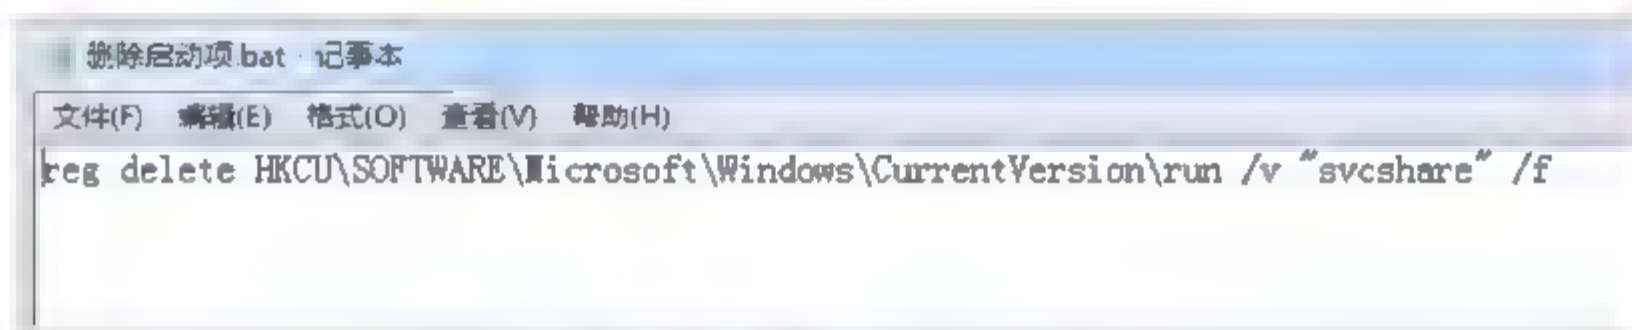 删除启动项.bat - 记事本
文件(F) 编辑(E) 格式(O) 查看(V) 帮助(H)
reg delete HKCU\SOFTWARE\Microsoft\Windows\CurrentVersion\run /v "svcshare" /f